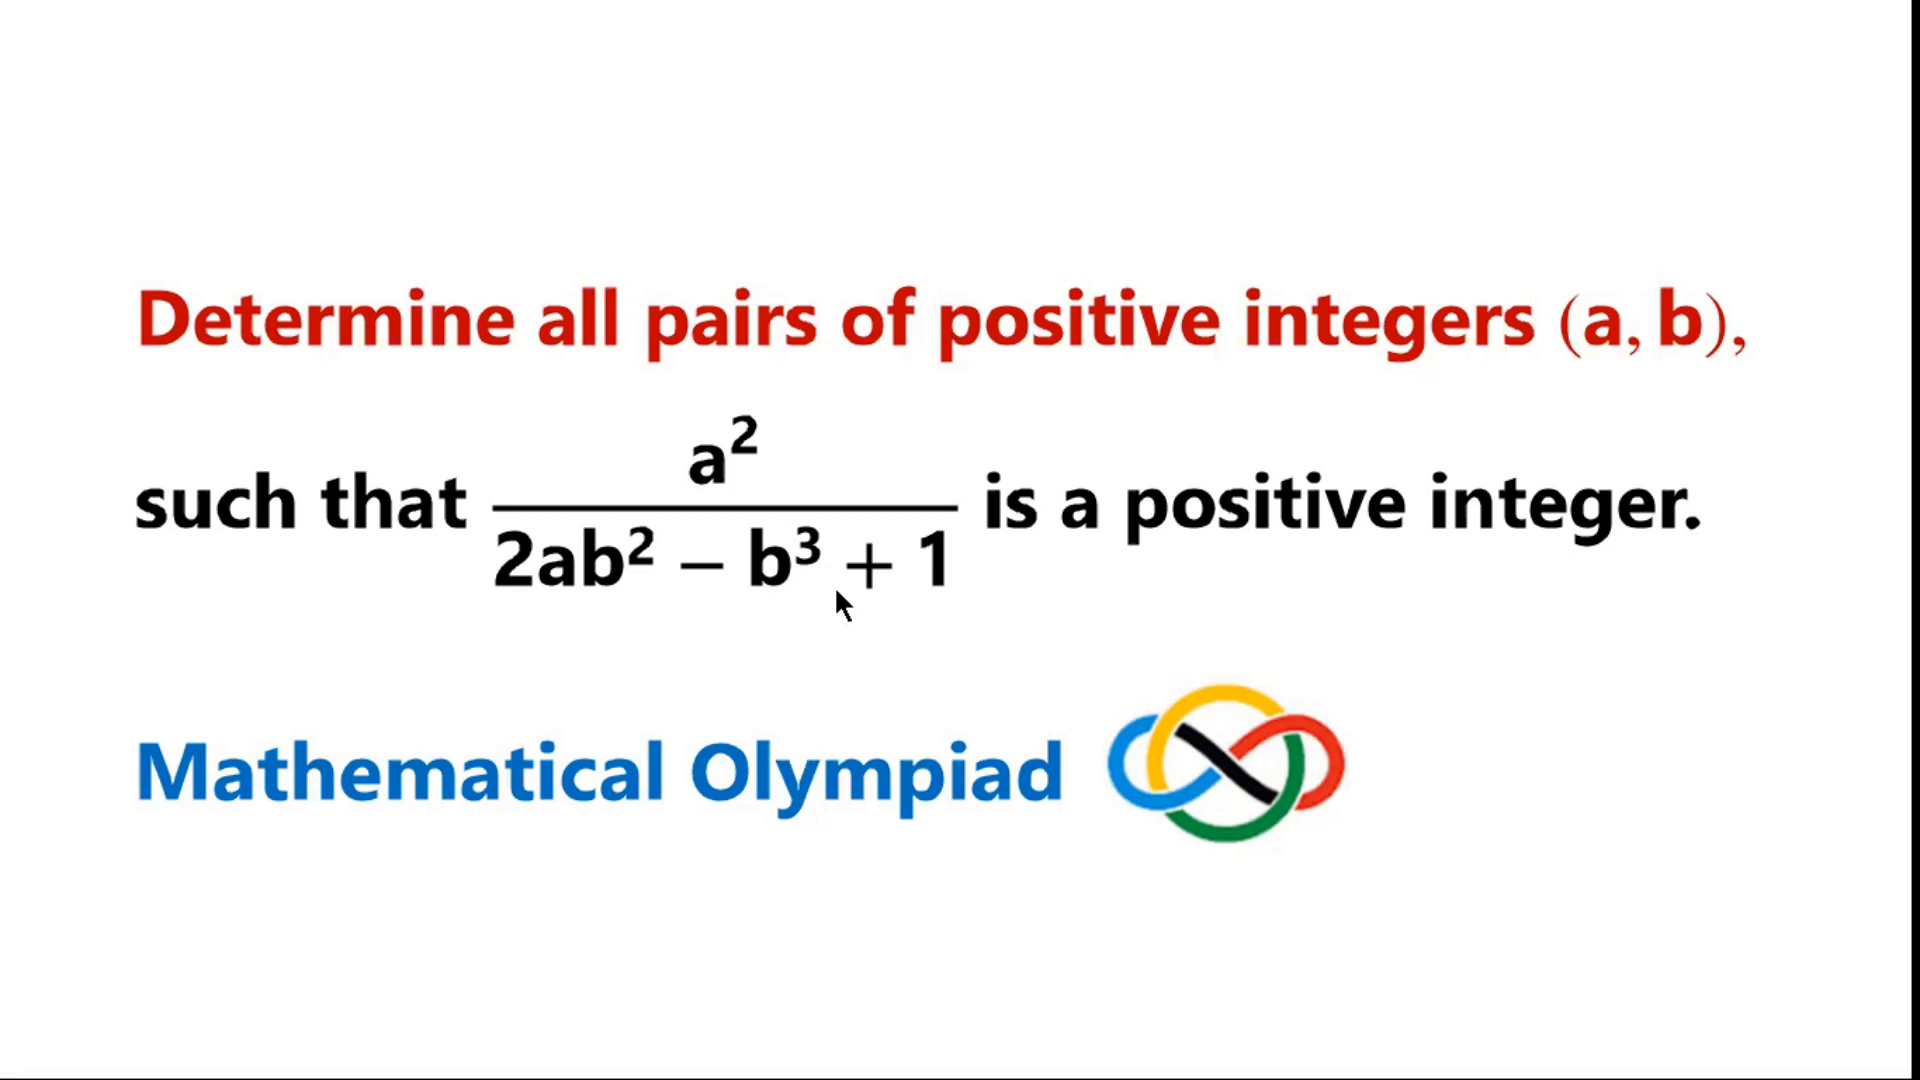 Determine all pairs of positive integers (a, b),
such that a²/(2ab² − b³ + 1) is a positive integer.
Mathematical Olympiad